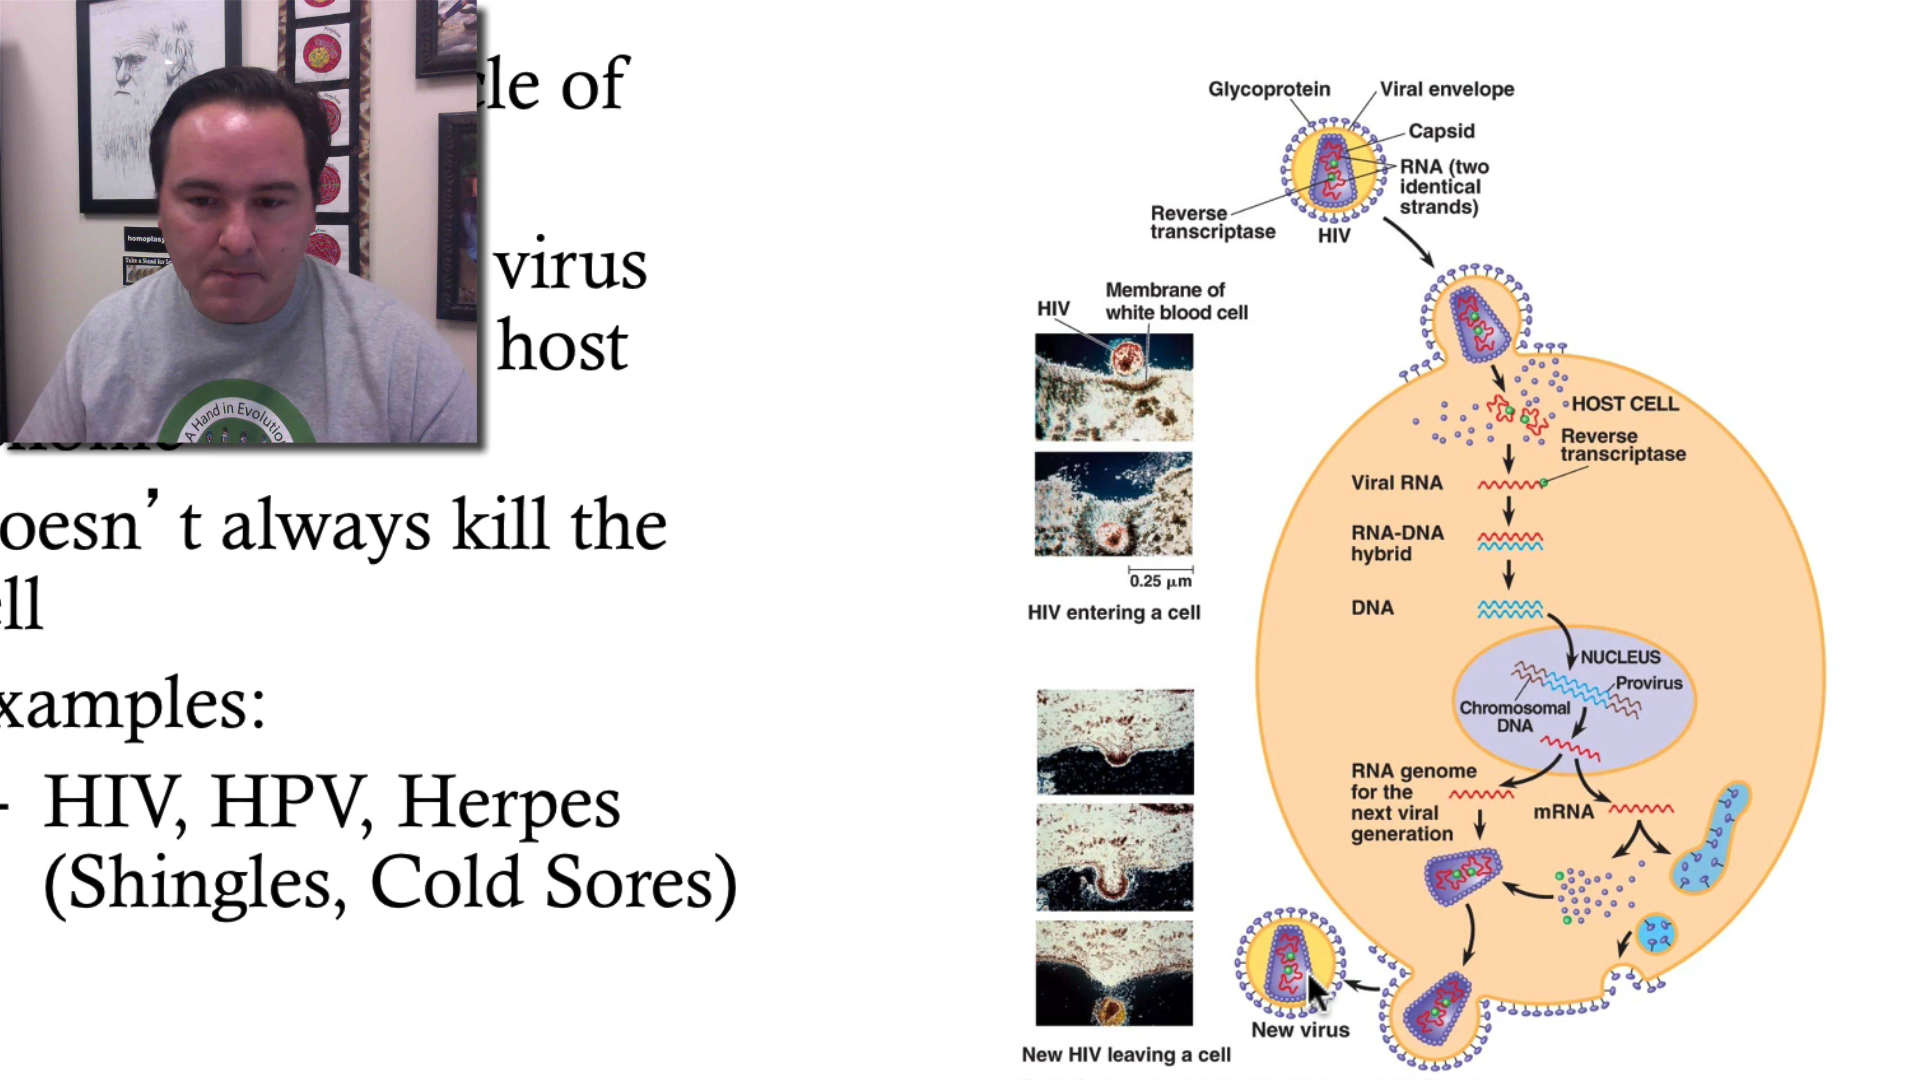 cle of
virus
host
oesn’t always kill the
ell
xamples:
- HIV, HPV, Herpes
(Shingles, Cold Sores)
homoplasy
A Hand in Evolution
Glycoprotein
Viral envelope
Capsid
RNA (two
identical
strands)
Reverse
transcriptase
HIV
HIV
Membrane of
white blood cell
0.25 µm
HIV entering a cell
HOST CELL
Reverse
transcriptase
Viral RNA
RNA-DNA
hybrid
DNA
NUCLEUS
Provirus
Chromosomal
DNA
RNA genome
for the
next viral
generation
mRNA
New virus
New HIV leaving a cell